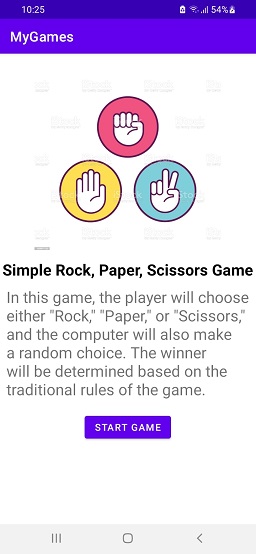 10:25
54%
MyGames
iStock
Simple Rock, Paper, Scissors Game
In this game, the player will choose
either "Rock," "Paper," or "Scissors,"
and the computer will also make
a random choice. The winner
will be determined based on the
traditional rules of the game.
START GAME